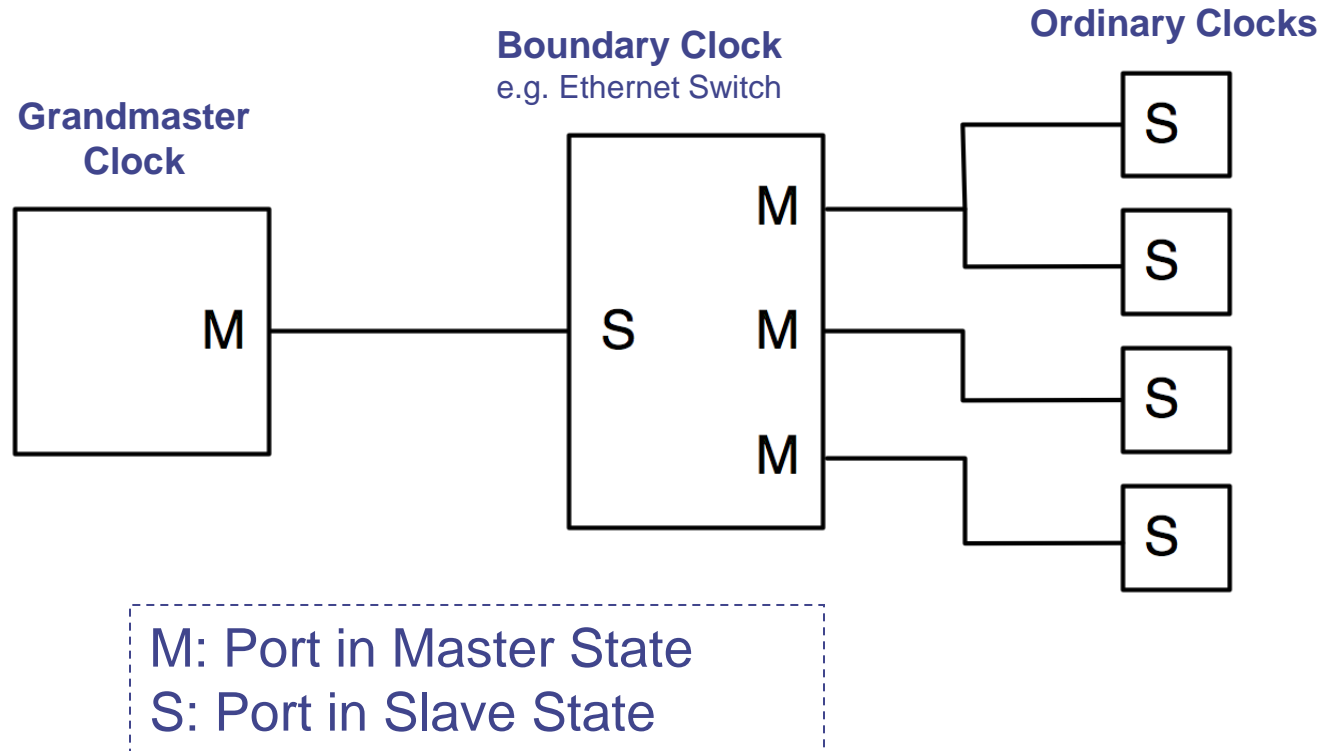 Grandmaster
Clock
M
Boundary Clock
e.g. Ethernet Switch
S
M
M
M
Ordinary Clocks
S
S
S
S
M: Port in Master State
S: Port in Slave State